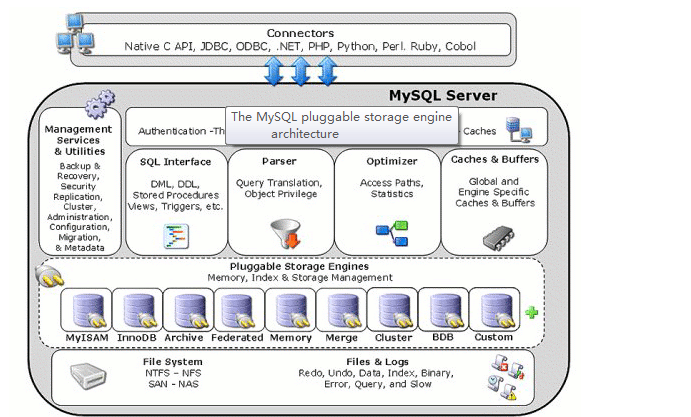 Connectors
Native C API, JDBC, ODBC, .NET, PHP, Python, Perl. Ruby, Cobol
MySQL Server
The MySQL pluggable storage engine
architecture
Authentication -Th
Caches
Management
Services
& Utilities
Backup &
Recovery,
Security
Replication,
Cluster,
Administration,
Configuration,
Migration,
& Metadata
SQL Interface
DML, DDL,
Stored Procedures
Views, Triggers, etc.
Parser
Query Translation,
Object Privilege
Optimizer
Access Paths,
Statistics
Caches & Buffers
Global and
Engine Specific
Caches & Buffers
Pluggable Storage Engines
Memory, Index & Storage Management
MyISAM InnoDB Archive Federated Memory Merge Cluster BDB Custom
File System
NTFS - NFS
SAN - NAS
Files & Logs
Redo, Undo, Data, Index, Binary,
Error, Query, and Slow